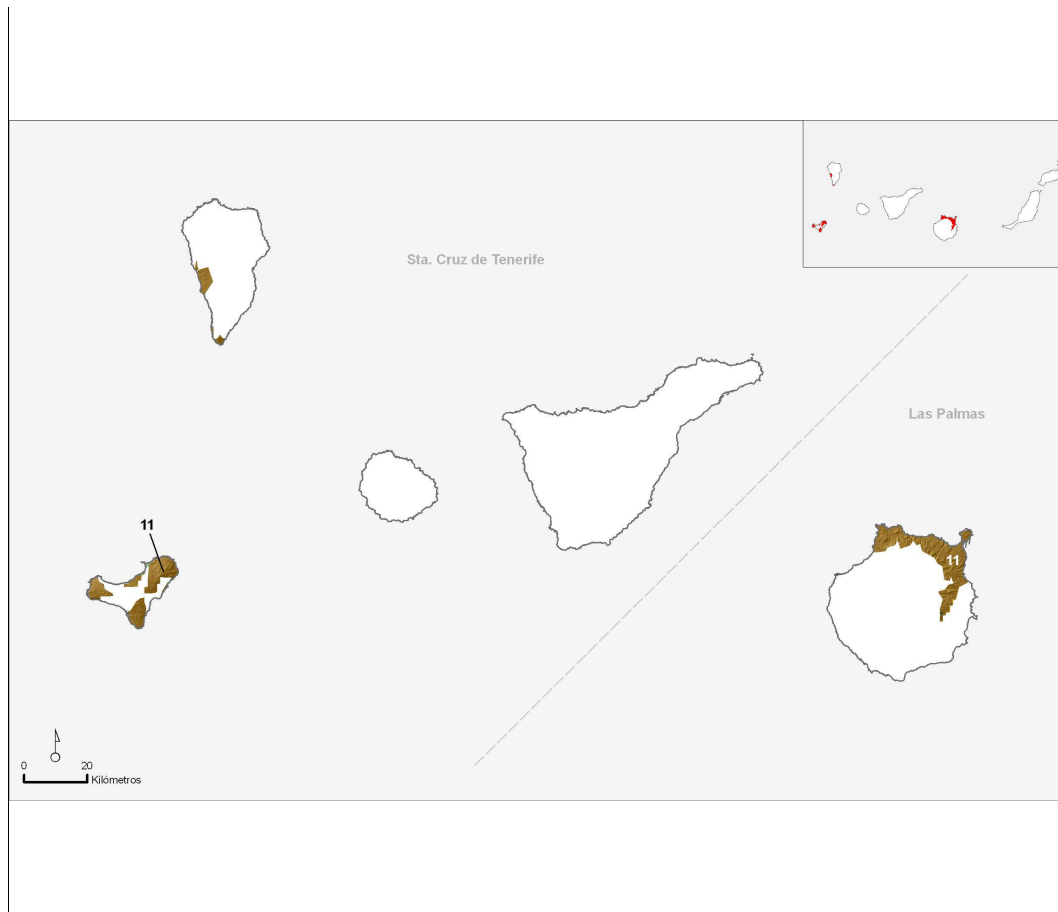 Sta. Cruz de Tenerife
Las Palmas
11
11
0 20
Kilómetros